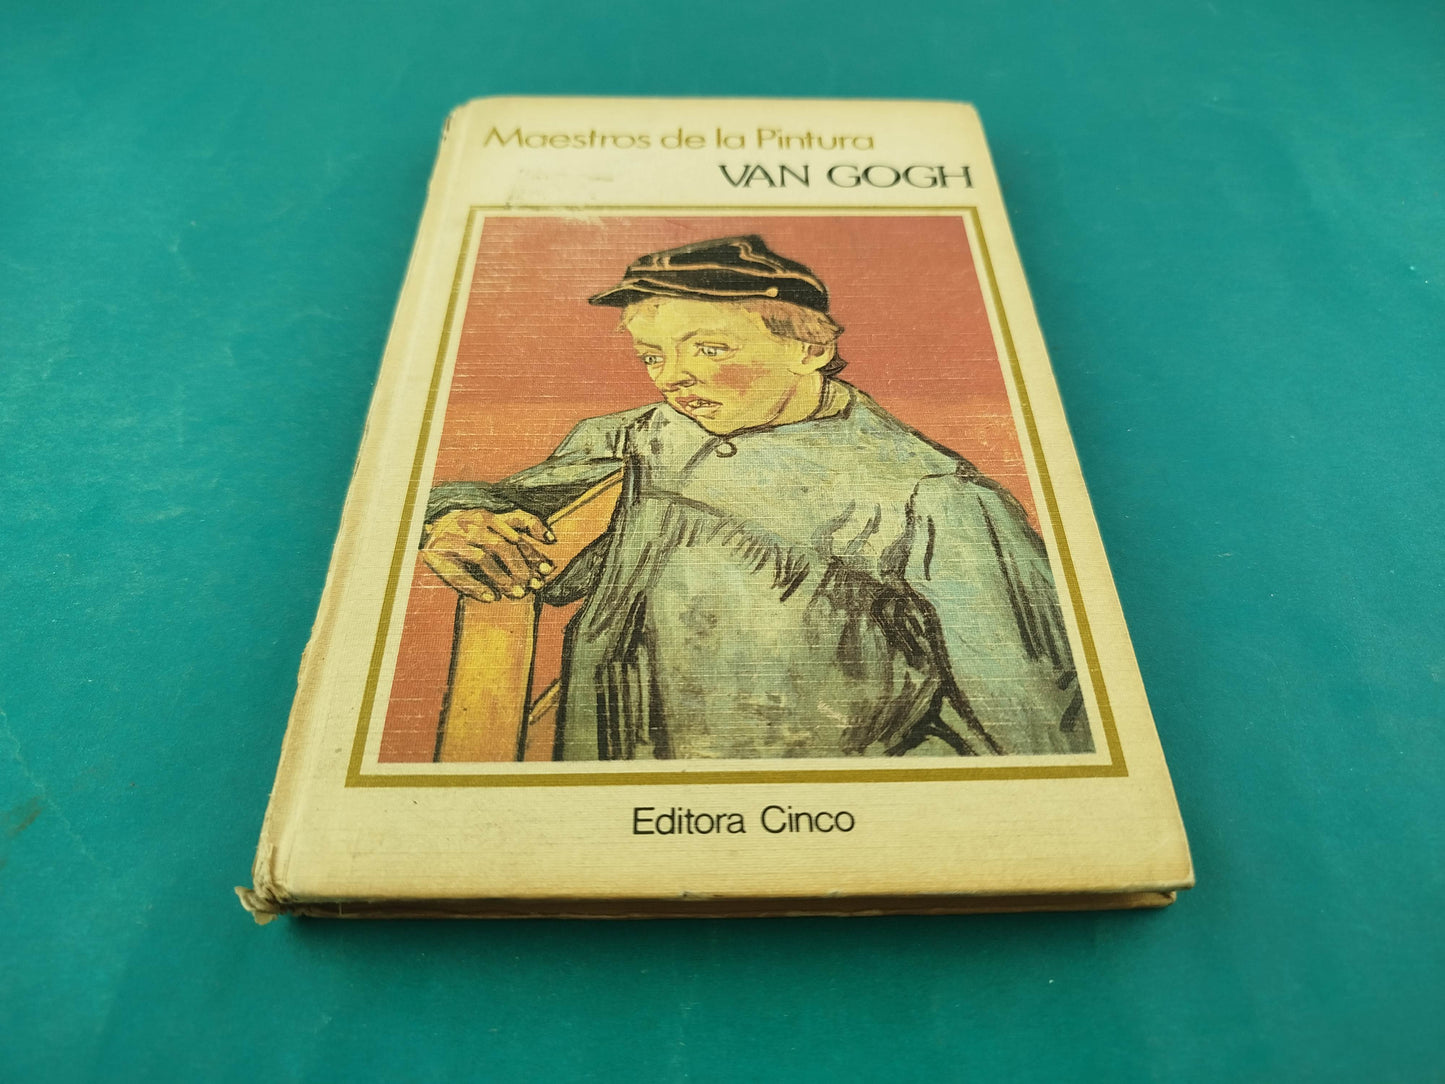 Maestros de la Pintura
VAN GOGH
Editora Cinco